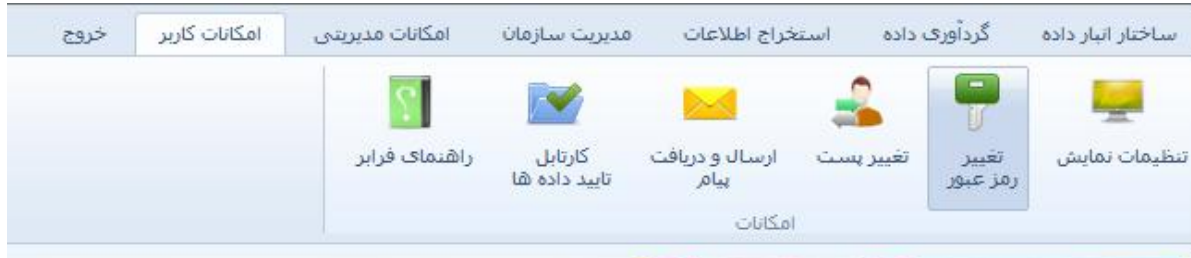 ساختار انبار داده
گردآوری داده
استخراج اطلاعات
مدیریت سازمان
امکانات مدیریتی
امکانات کاربر
خروج
تنظیمات نمایش
تغییر
رمز عبور
تغییر پست
ارسال و دریافت
پیام
کارتابل
تایید داده ها
راهنمای فرابر
امکانات